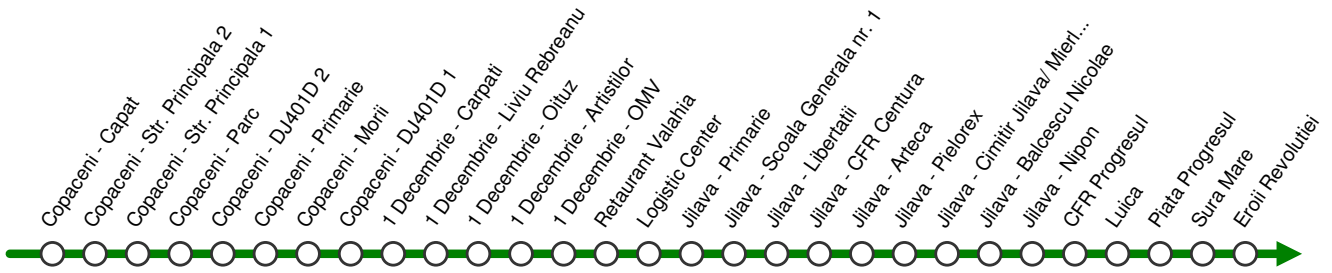 Copaceni - Capat
Copaceni - Str. Principala 2
Copaceni - Str. Principala 1
Copaceni - Parc
Copaceni - DJ401D 2
Copaceni - Primarie
Copaceni - Morii
Copaceni - DJ401D 1
1 Decembrie - Carpati
1 Decembrie - Liviu Rebreanu
1 Decembrie - Oituz
1 Decembrie - Artistilor
1 Decembrie - OMV
Retaurant Valahia
Logistic Center
Jilava - Primarie
Jilava - Scoala Generala nr. 1
Jilava - Libertatii
Jilava - CFR Centura
Jilava - Arteca
Jilava - Pielorex
Jilava - Cimitir Jilava/ Mierl...
Jilava - Balcescu Nicolae
Jilava - Nipon
CFR Progresul
Luica
Piata Progresul
Sura Mare
Eroii Revolutiei